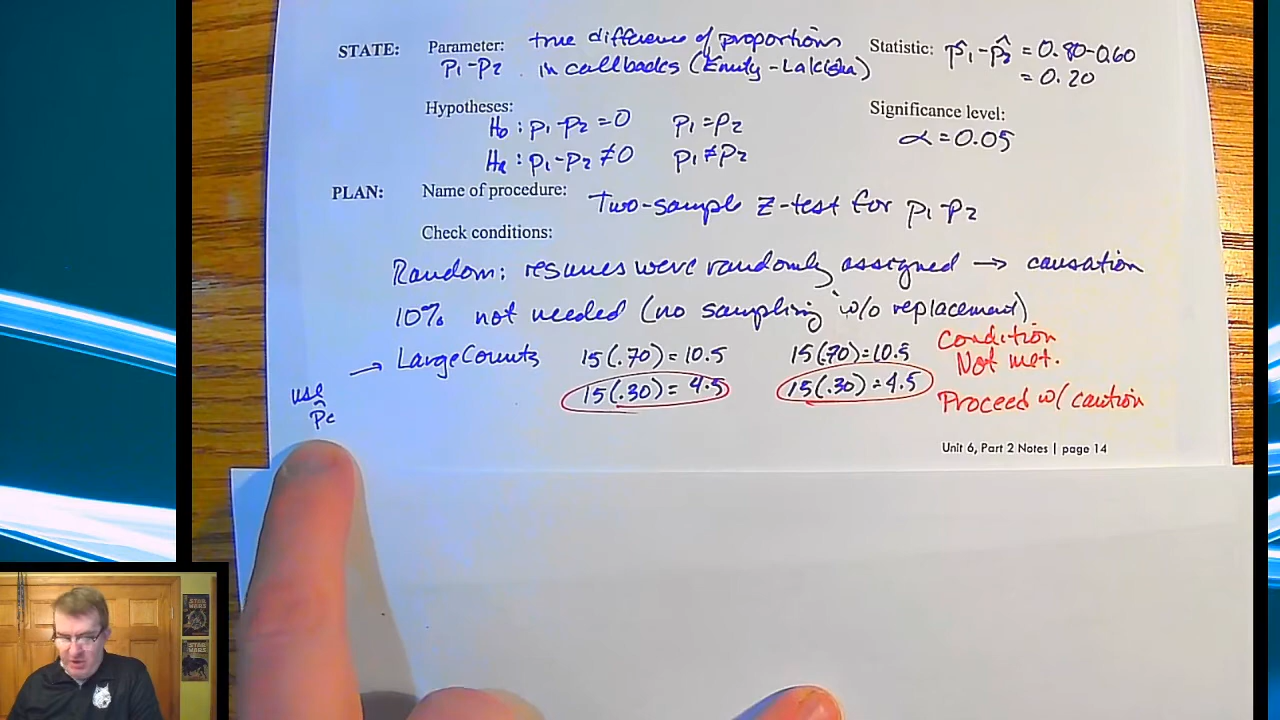 STATE: Parameter: true difference of proportions Statistic: p̂₁-p̂₂ = 0.80-0.60
p₁-p₂ in callbacks (Emily-Lakisha) = 0.20
Hypotheses: Significance level:
H₀: p₁-p₂=0 p₁=p₂ α=0.05
Hₐ: p₁-p₂≠0 p₁≠p₂
PLAN: Name of procedure: Two-sample Z-test for p₁-p₂
Check conditions:
Random: resumes were randomly assigned → causation
10% not needed (no sampling w/o replacement)
→ Large Counts 15(.70)=10.5 15(.70)=10.5 Condition
Not met.
15(.30)=4.5 15(.30)=4.5 Proceed w/ caution
use
p̂c
Unit 6, Part 2 Notes | page 14
STAR
WARS
STAR
WARS